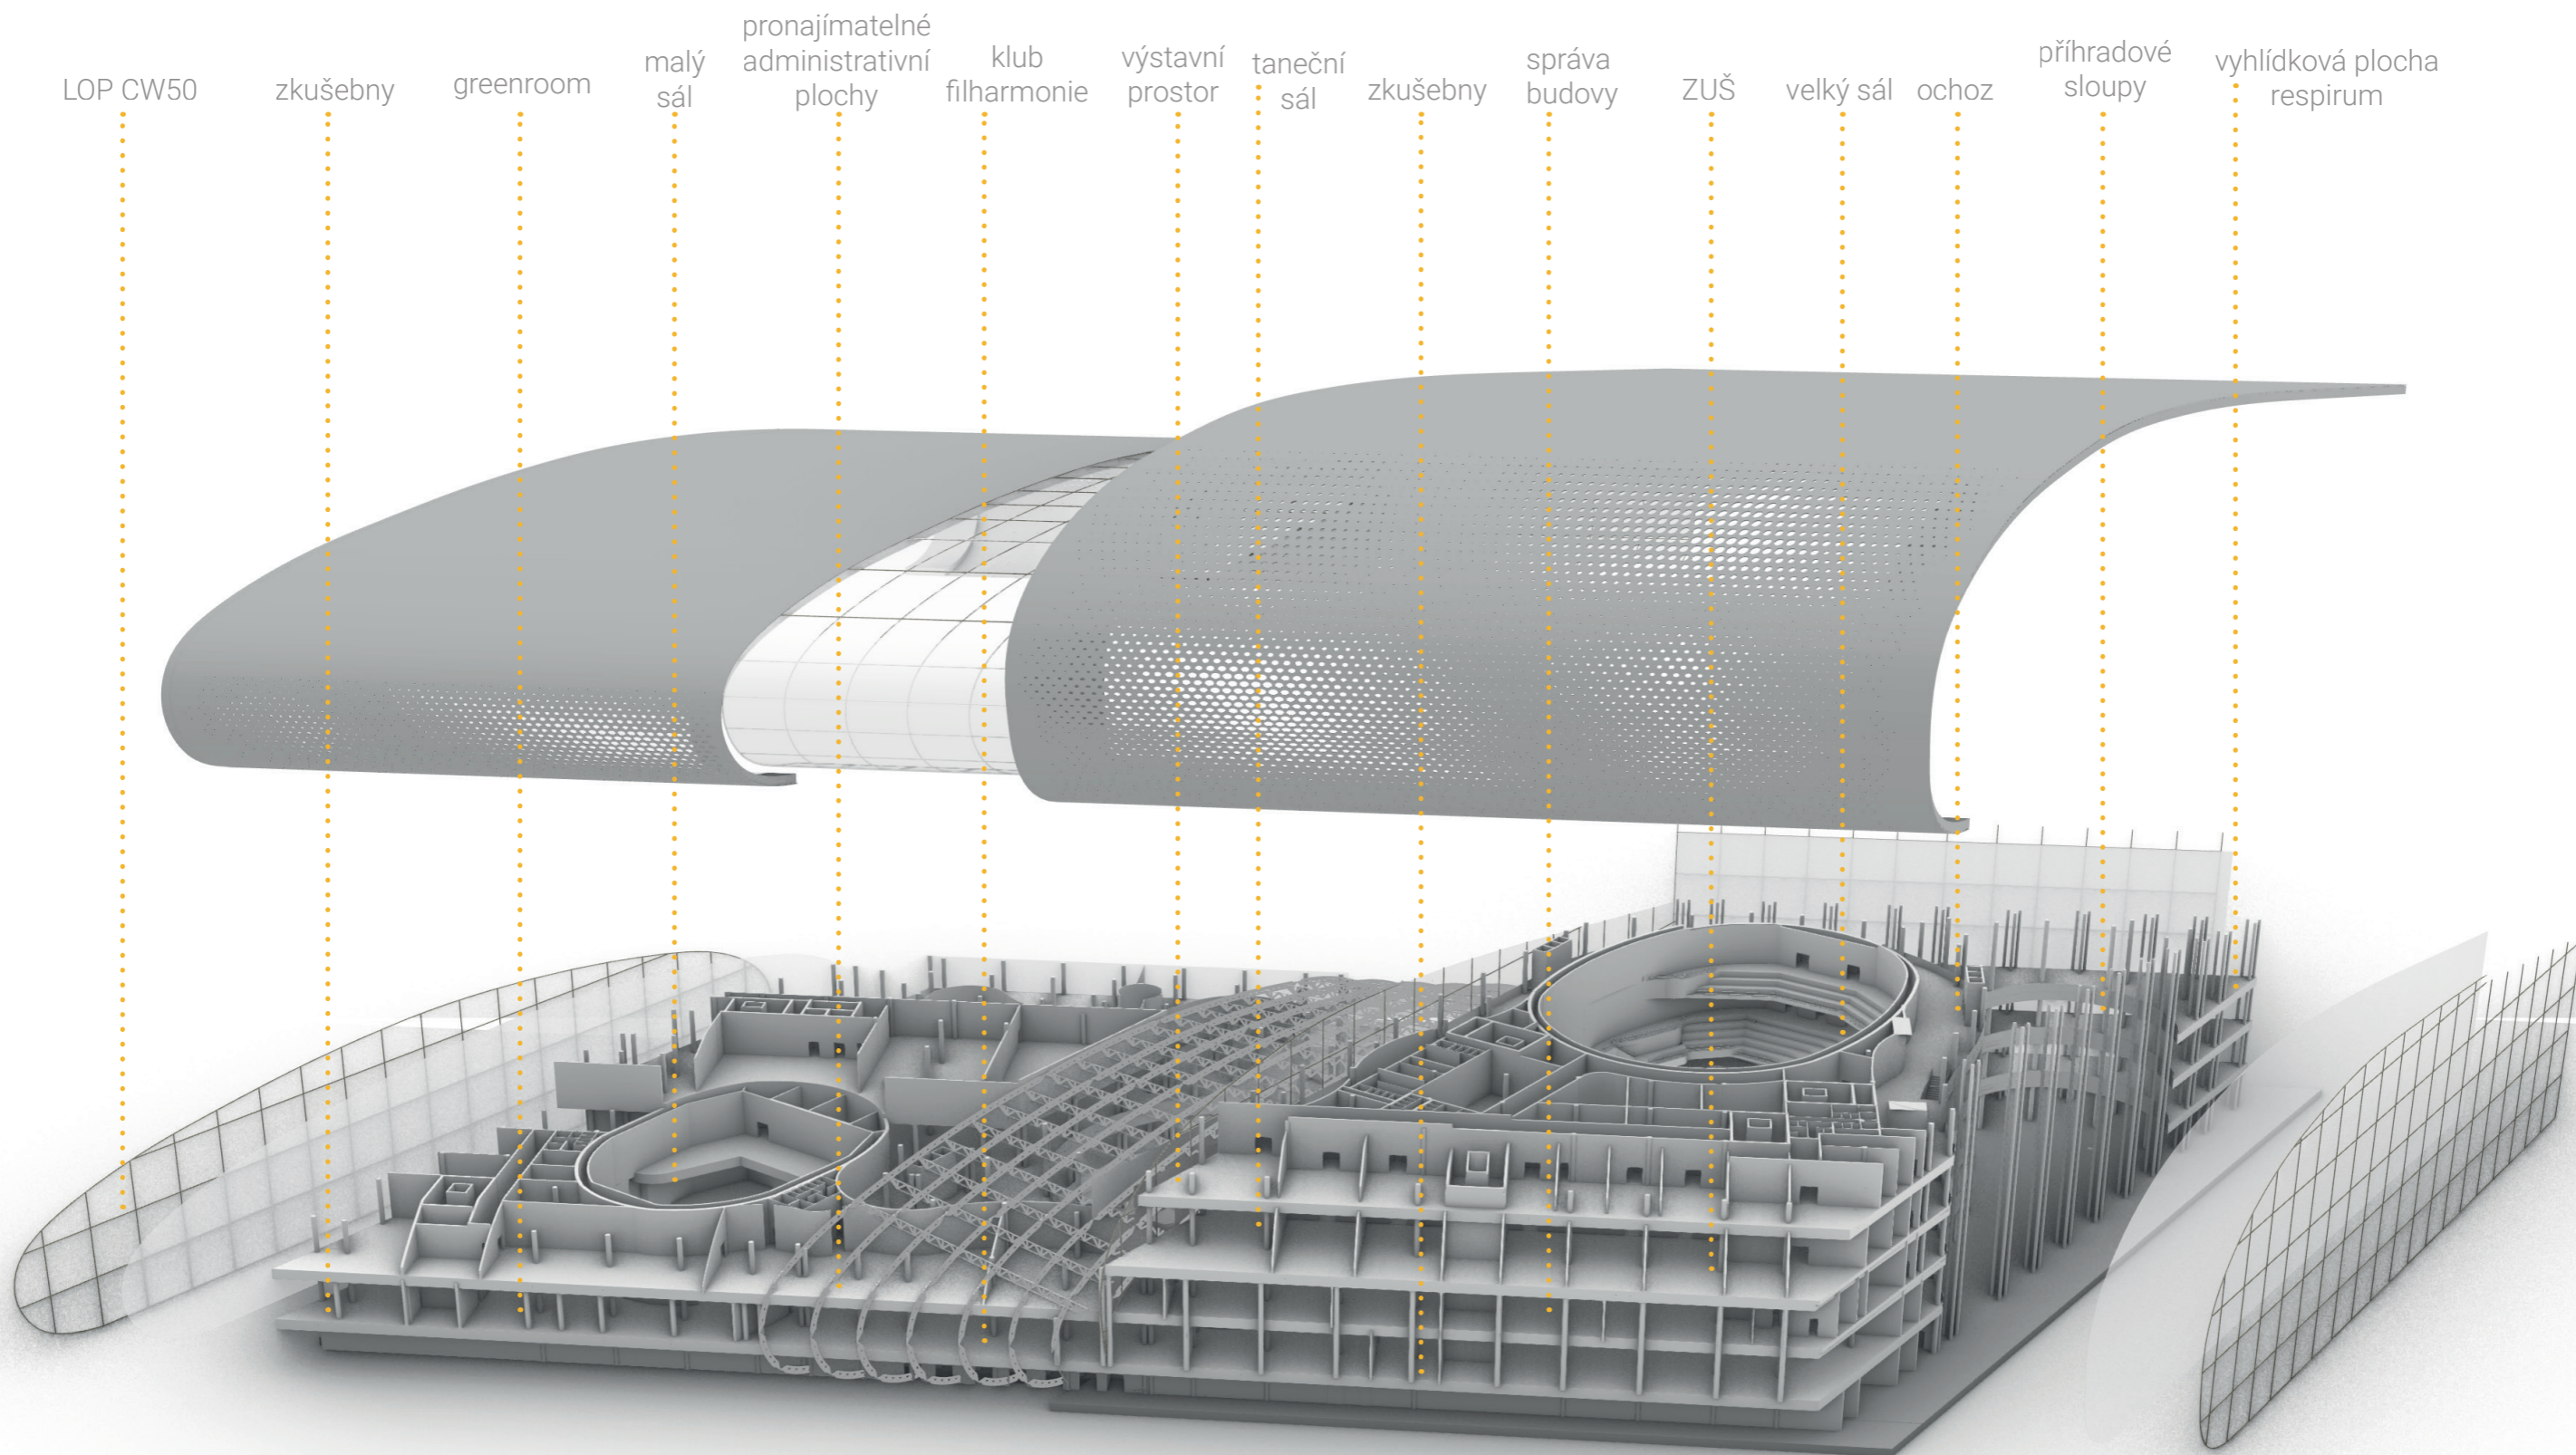 LOP CW50
zkušebny
greenroom
malý
sál
pronajímatelné
administrativní
plochy
klub
filharmonie
výstavní
prostor
taneční
sál
zkušebny
správa
budovy
ZUŠ
velký sál
ochoz
příhradové
sloupy
vyhlídková plocha
respirum